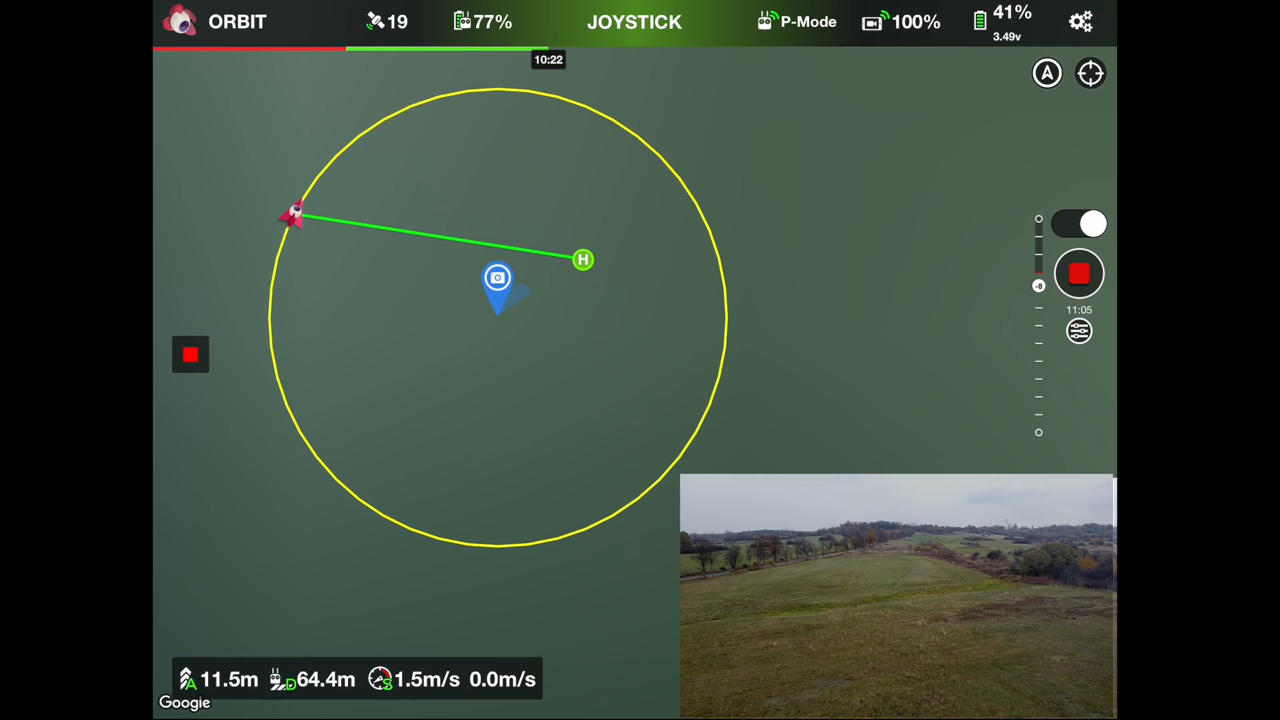 ORBIT
19
77%
JOYSTICK
P-Mode
100%
41%
3.49v
10:22
A
H
-8
11:05
A 11.5m D 64.4m S 1.5m/s 0.0m/s
Google